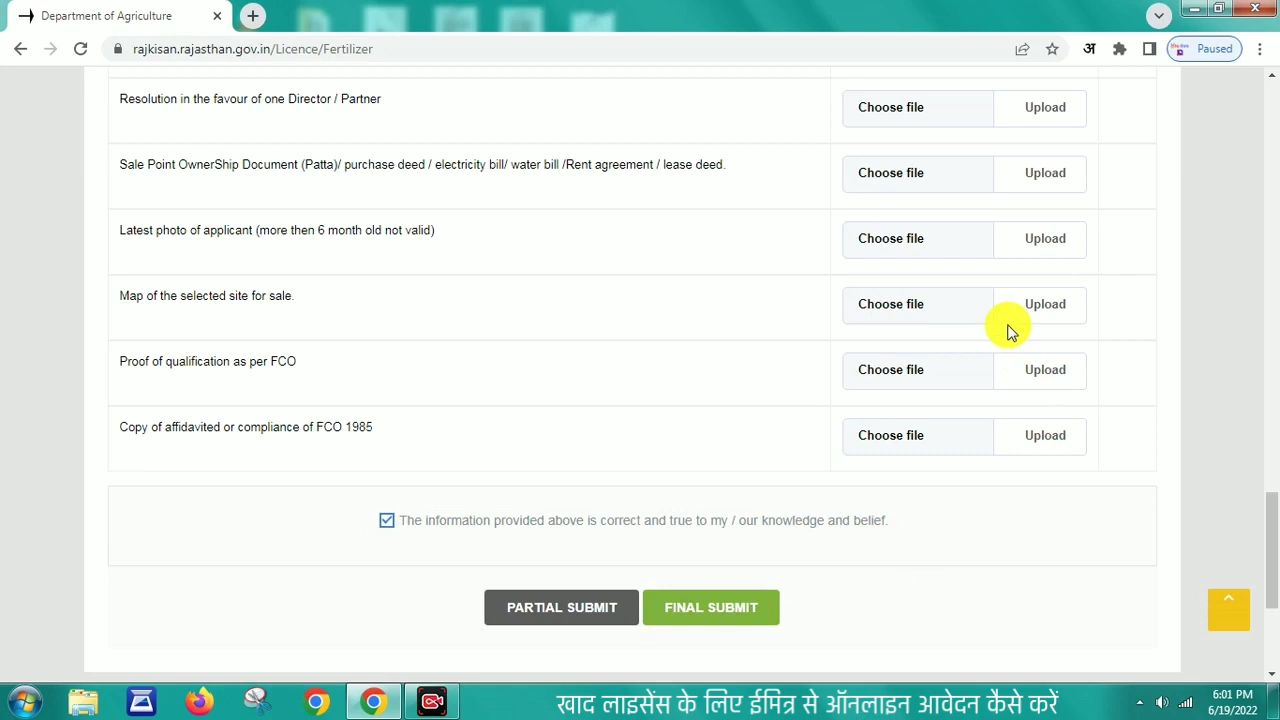 Department of Agriculture
rajkisan.rajasthan.gov.in/Licence/Fertilizer
अ
Paused
Resolution in the favour of one Director / Partner
Choose file Upload
Sale Point OwnerShip Document (Patta)/ purchase deed / electricity bill/ water bill /Rent agreement / lease deed.
Choose file Upload
Latest photo of applicant (more then 6 month old not valid)
Choose file Upload
Map of the selected site for sale.
Choose file Upload
Proof of qualification as per FCO
Choose file Upload
Copy of affidavited or compliance of FCO 1985
Choose file Upload
The information provided above is correct and true to my / our knowledge and belief.
PARTIAL SUBMIT FINAL SUBMIT
खाद लाइसेंस के लिए ईमित्र से ऑनलाइन आवेदन कैसे करें
6:01 PM
6/19/2022